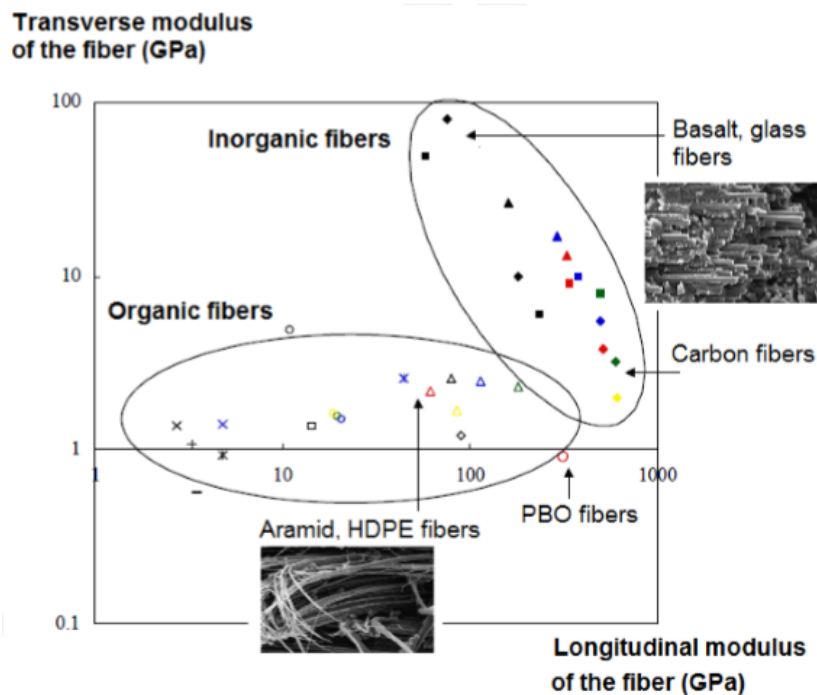 Transverse modulus
of the fiber (GPa)
100
Inorganic fibers
Basalt, glass
fibers
10
Organic fibers
Carbon fibers
1
1
10
100
1000
PBO fibers
Aramid, HDPE fibers
0.1
Longitudinal modulus
of the fiber (GPa)